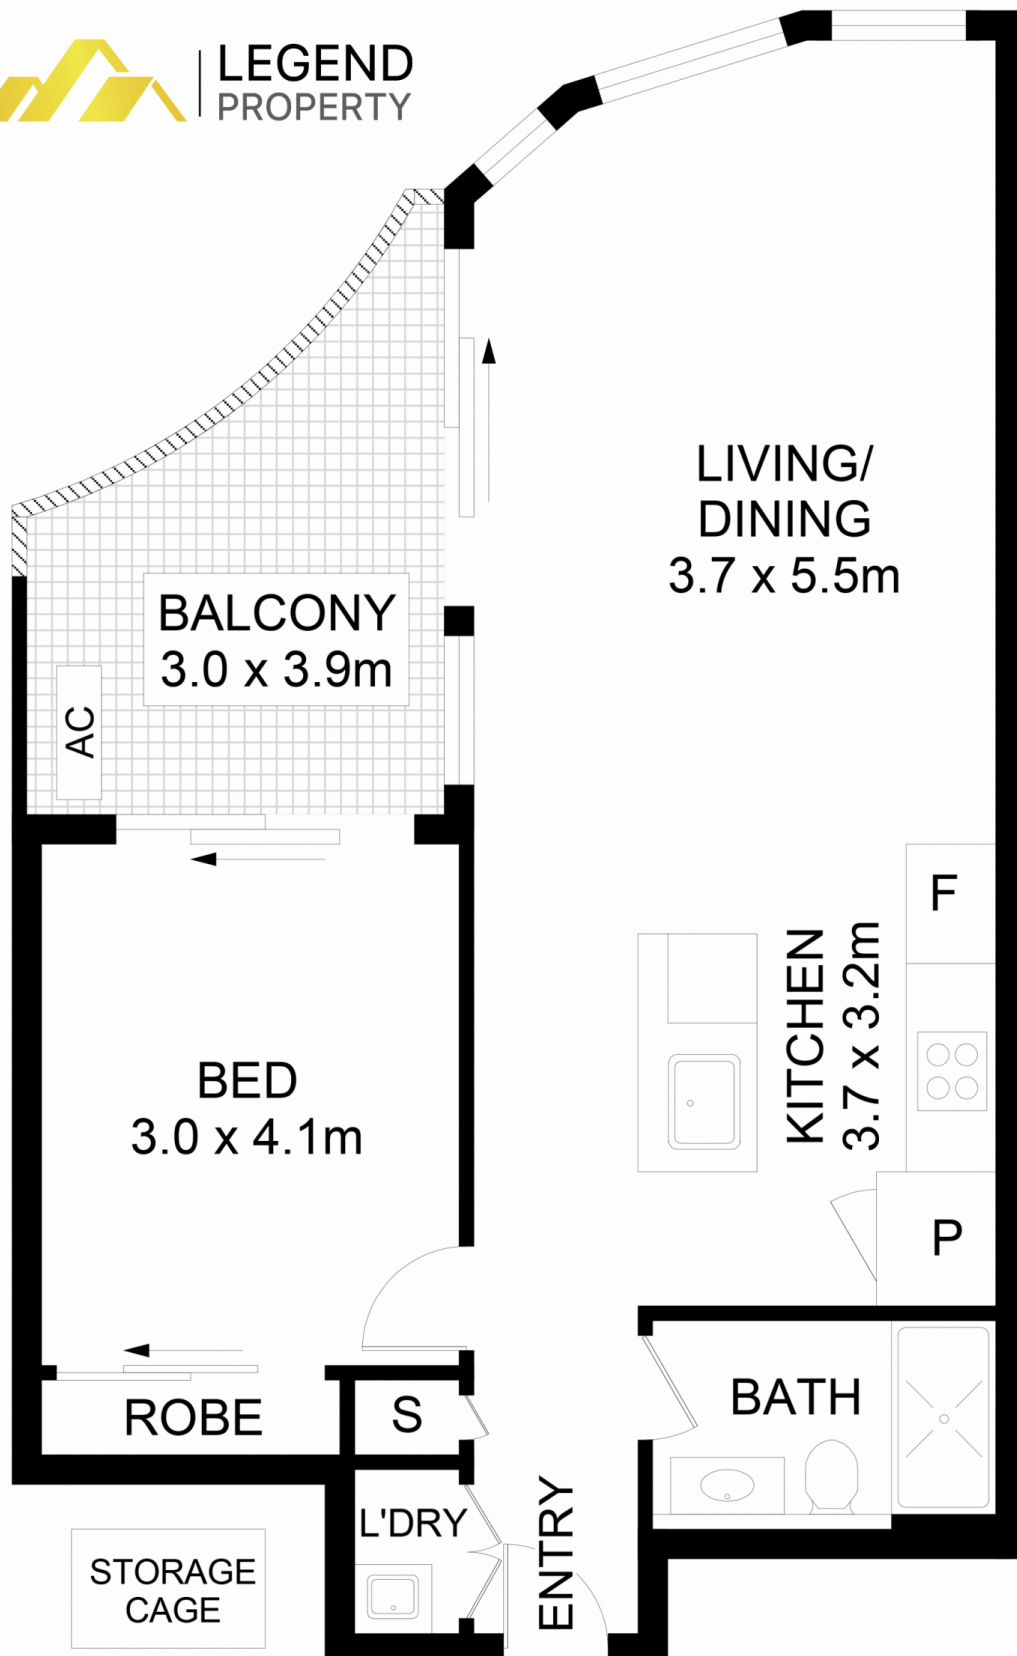 LEGEND
PROPERTY
LIVING/
DINING
3.7 x 5.5m
BALCONY
3.0 x 3.9m
AC
F
KITCHEN
3.7 x 3.2m
BED
3.0 x 4.1m
P
ROBE
S
BATH
L'DRY
ENTRY
STORAGE
CAGE